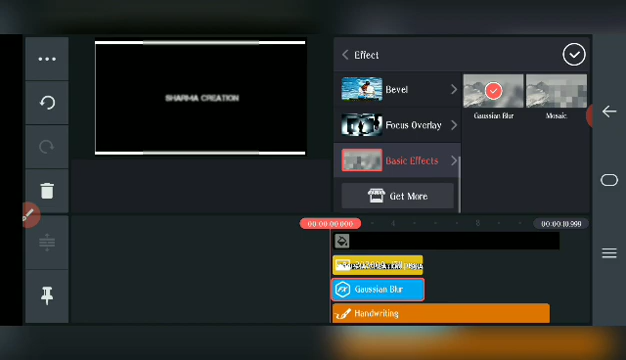 SHARMA CREATION
Effect
Bevel
Focus Overlay
Basic Effects
Get More
Gaussian Blur
Mosaic
00:00:00.000
00:00:10.999
Gaussian Blur
Handwriting